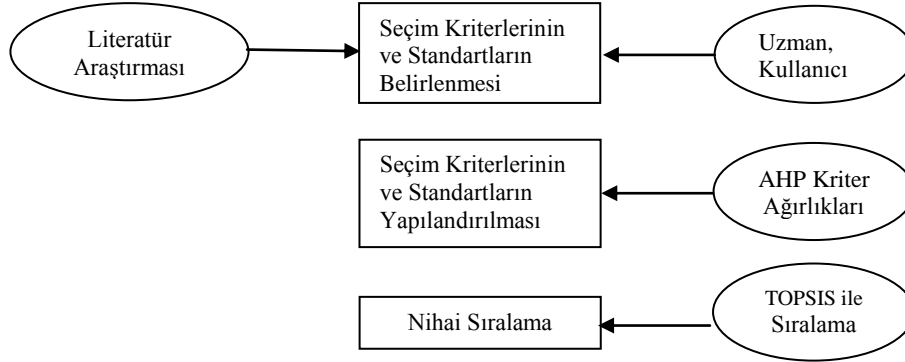 Literatür
Araştırması
Seçim Kriterlerinin
ve Standartların
Belirlenmesi
Uzman,
Kullanıcı
Seçim Kriterlerinin
ve Standartların
Yapılandırılması
AHP Kriter
Ağırlıkları
Nihai Sıralama
TOPSIS ile
Sıralama